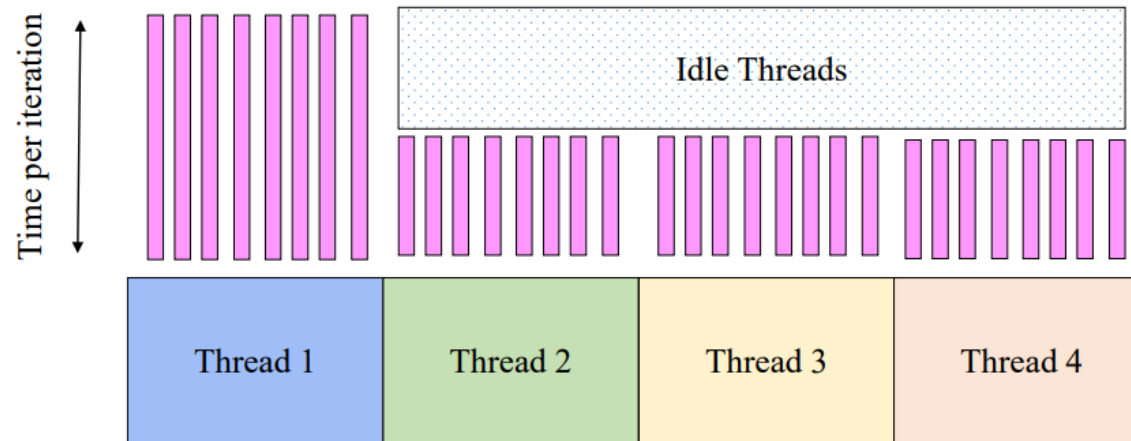 Time per iteration
Idle Threads
Thread 1
Thread 2
Thread 3
Thread 4